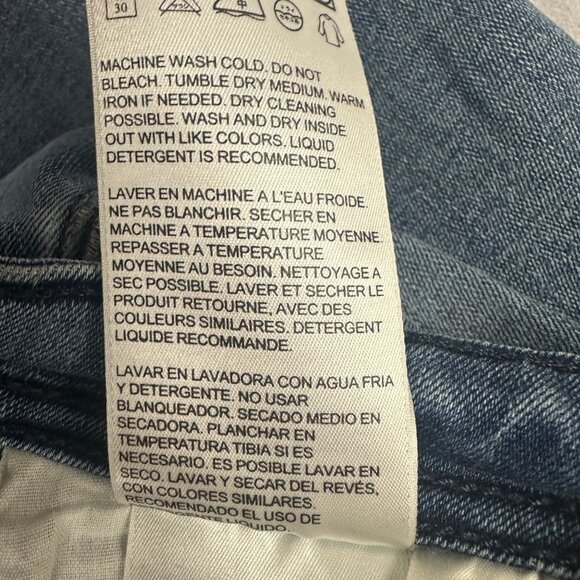 30
中
MACHINE WASH COLD. DO NOT
BLEACH. TUMBLE DRY MEDIUM. WARM
IRON IF NEEDED. DRY CLEANING
POSSIBLE. WASH AND DRY INSIDE
OUT WITH LIKE COLORS. LIQUID
DETERGENT IS RECOMMENDED.
LAVER EN MACHINE A L'EAU FROIDE.
NE PAS BLANCHIR. SECHER EN
MACHINE A TEMPERATURE MOYENNE.
REPASSER A TEMPERATURE
MOYENNE AU BESOIN. NETTOYAGE A
SEC POSSIBLE. LAVER ET SECHER LE
PRODUIT RETOURNE, AVEC DES
COULEURS SIMILAIRES. DETERGENT
LIQUIDE RECOMMANDE.
LAVAR EN LAVADORA CON AGUA FRIA
Y DETERGENTE. NO USAR
BLANQUEADOR. SECADO MEDIO EN
SECADORA. PLANCHAR EN
TEMPERATURA TIBIA SI ES
NECESARIO. ES POSIBLE LAVAR EN
SECO. LAVAR Y SECAR DEL REVÉS,
CON COLORES SIMILARES.
RECOMENDADO EL USO DE
LIQUIDO.